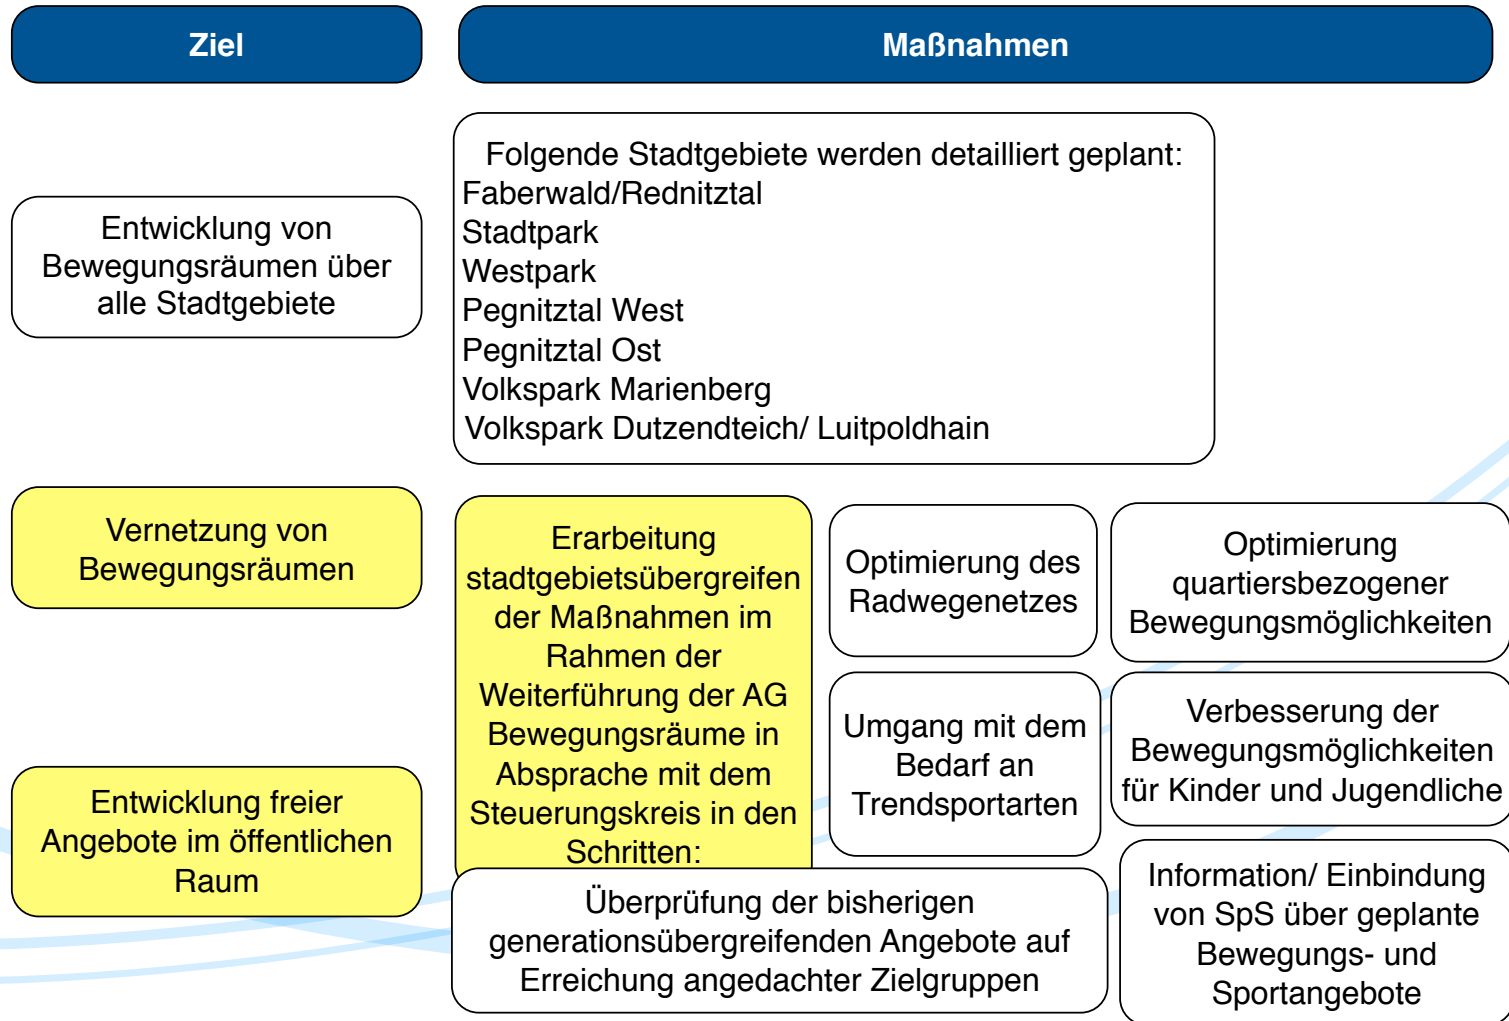 Ziel
Maßnahmen
Entwicklung von
Bewegungsräumen über
alle Stadtgebiete
Folgende Stadtgebiete werden detailliert geplant:
Faberwald/Rednitztal
Stadtpark
Westpark
Pegnitztal West
Pegnitztal Ost
Volkspark Marienberg
Volkspark Dutzendteich/ Luitpoldhain
Vernetzung von
Bewegungsräumen
Entwicklung freier
Angebote im öffentlichen
Raum
Erarbeitung
stadtgebietsübergreifen
der Maßnahmen im
Rahmen der
Weiterführung der AG
Bewegungsräume in
Absprache mit dem
Steuerungskreis in den
Schritten:
Optimierung des
Radwegenetzes
Optimierung
quartiersbezogener
Bewegungsmöglichkeiten
Umgang mit dem
Bedarf an
Trendsportarten
Verbesserung der
Bewegungsmöglichkeiten
für Kinder und Jugendliche
Überprüfung der bisherigen
generationsübergreifenden Angebote auf
Erreichung angedachter Zielgruppen
Information/ Einbindung
von SpS über geplante
Bewegungs- und
Sportangebote